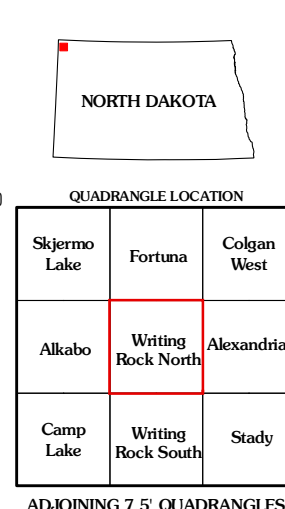 NORTH DAKOTA
QUADRANGLE LOCATION
Skjermo
Lake
Fortuna
Colgan
West
Alkabo
Writing
Rock North
Alexandria
Camp
Lake
Writing
Rock South
Stady
ADJOINING 7.5' QUADRANGLES